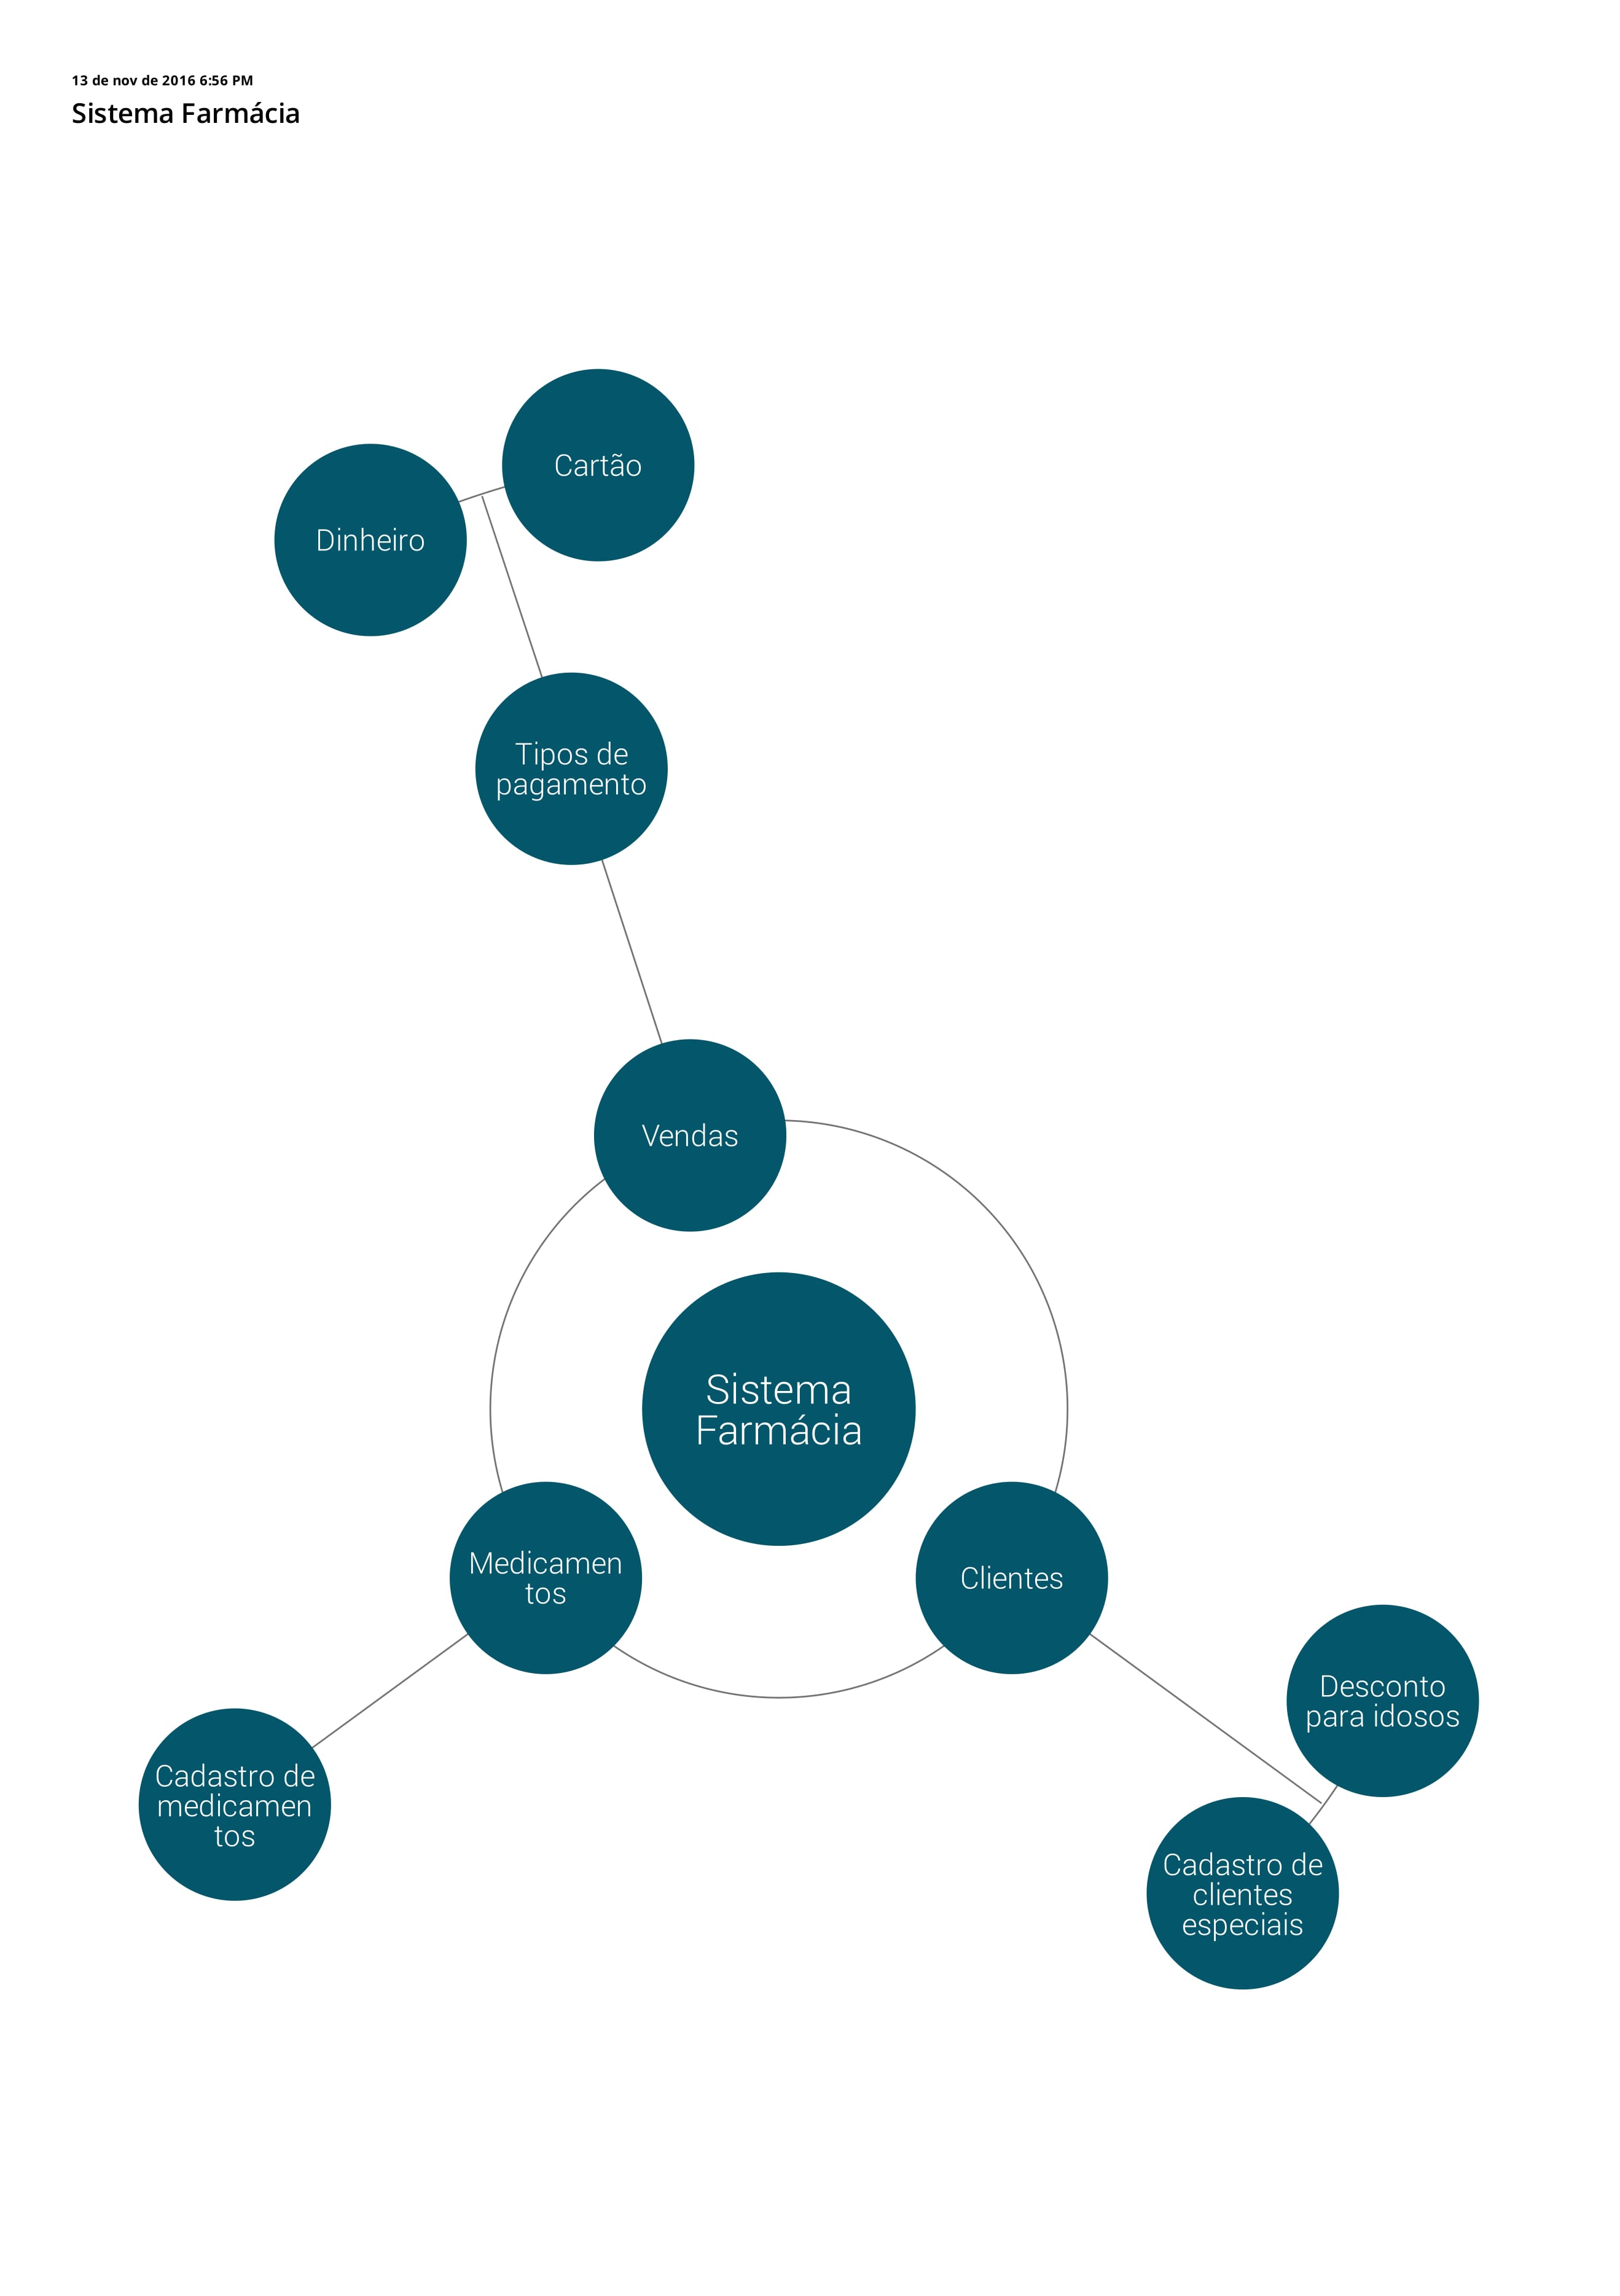 13 de nov de 2016 6:56 PM
Sistema Farmácia
Cartão
Dinheiro
Tipos de
pagamento
Vendas
Sistema
Farmácia
Medicamen
tos
Clientes
Desconto
para idosos
Cadastro de
medicamen
tos
Cadastro de
clientes
especiais